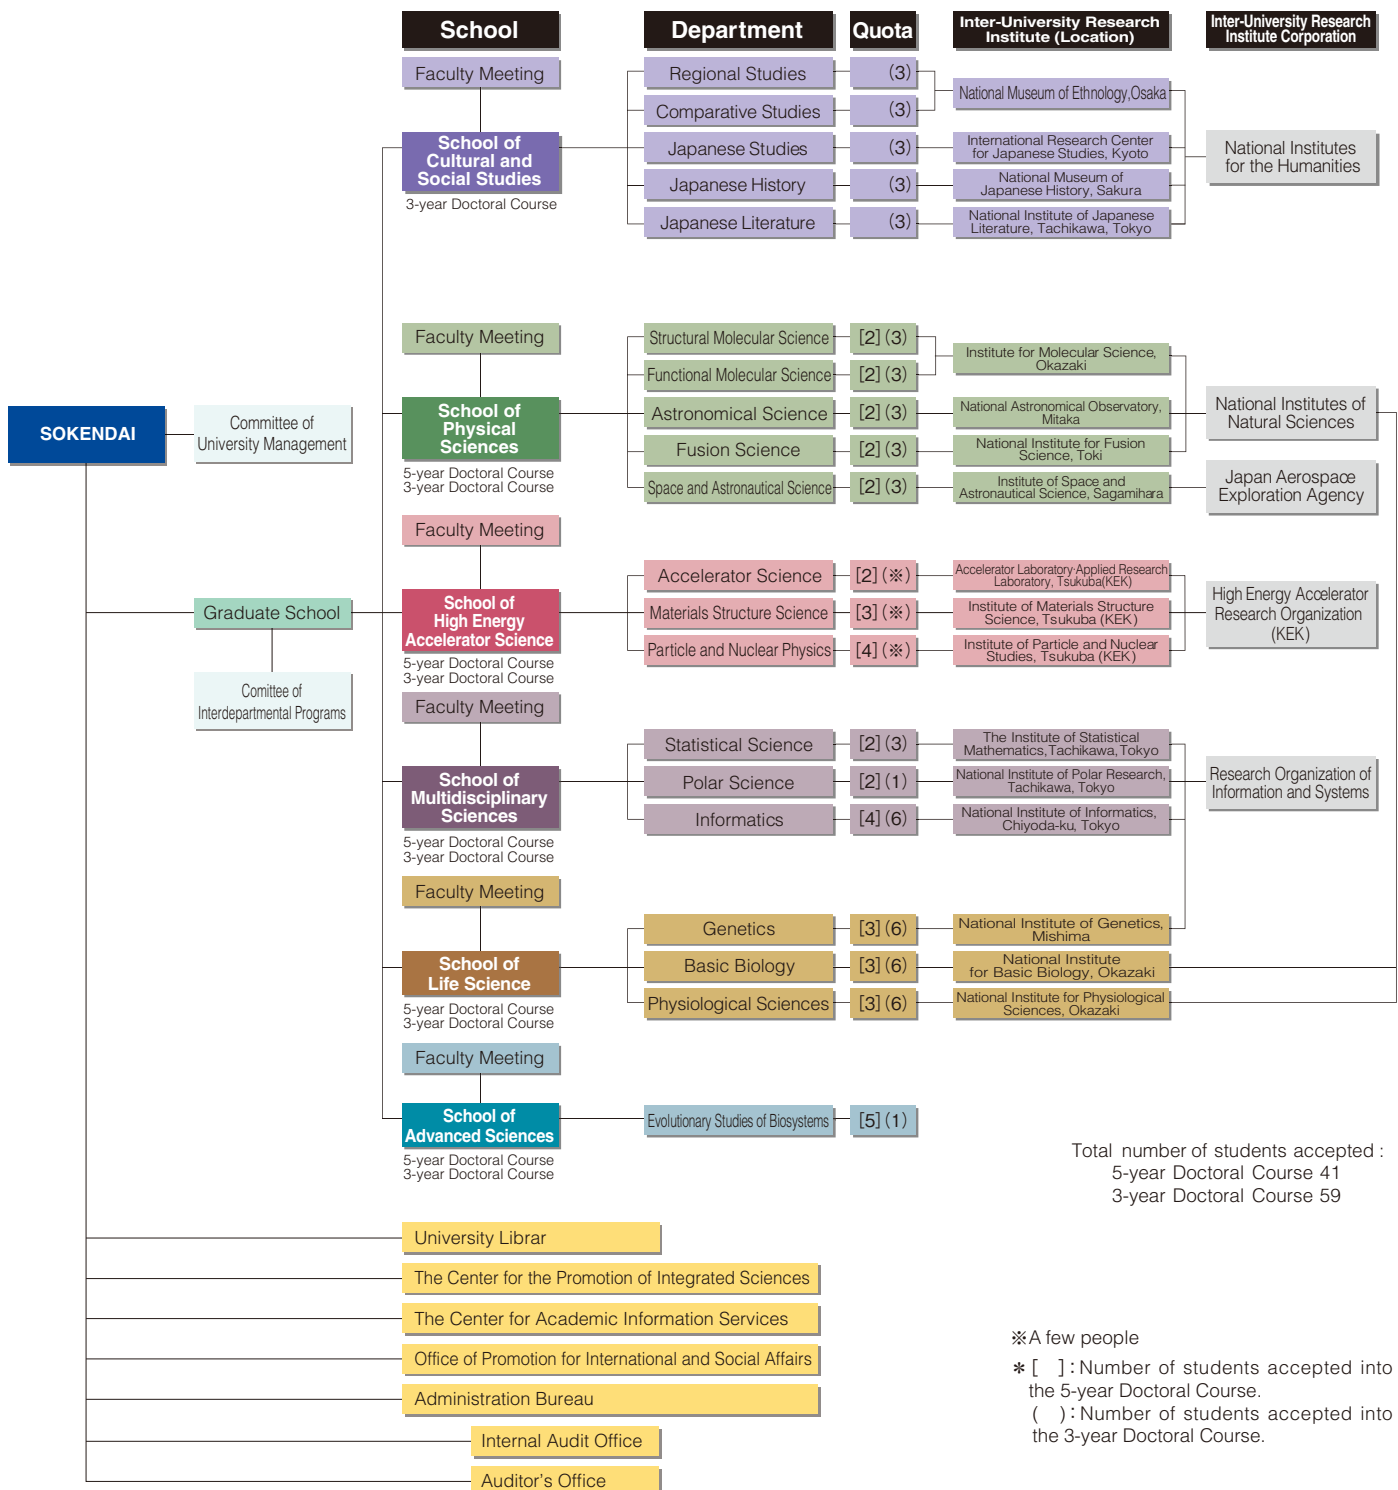 School
Department
Quota
Inter-University Research
Institute (Location)
Inter-University Research
Institute Corporation
Faculty Meeting
School of
Cultural and
Social Studies
3-year Doctoral Course
Regional Studies
(3)
Comparative Studies
(3)
National Museum of Ethnology,Osaka
Japanese Studies
(3)
International Research Center
for Japanese Studies, Kyoto
Japanese History
(3)
National Museum of
Japanese History, Sakura
Japanese Literature
(3)
National Institute of Japanese
Literature, Tachikawa, Tokyo
National Institutes
for the Humanities
SOKENDAI
Committee of
University Management
Faculty Meeting
School of
Physical
Sciences
5-year Doctoral Course
3-year Doctoral Course
Structural Molecular Science
[2] (3)
Functional Molecular Science
[2] (3)
Institute for Molecular Science,
Okazaki
Astronomical Science
[2] (3)
National Astronomical Observatory,
Mitaka
Fusion Science
[2] (3)
National Institute for Fusion
Science, Toki
Space and Astronautical Science
[2] (3)
Institute of Space and
Astronautical Science, Sagamihara
National Institutes of
Natural Sciences
Japan Aerospace
Exploration Agency
Graduate School
Comittee of
Interdepartmental Programs
Faculty Meeting
School of
High Energy
Accelerator Science
5-year Doctoral Course
3-year Doctoral Course
Accelerator Science
[2] (※)
Accelerator Laboratory·Applied Research
Laboratory, Tsukuba(KEK)
Materials Structure Science
[3] (※)
Institute of Materials Structure
Science, Tsukuba (KEK)
Particle and Nuclear Physics
[4] (※)
Institute of Particle and Nuclear
Studies, Tsukuba (KEK)
High Energy Accelerator
Research Organization
(KEK)
Faculty Meeting
School of
Multidisciplinary
Sciences
5-year Doctoral Course
3-year Doctoral Course
Statistical Science
[2] (3)
The Institute of Statistical
Mathematics,Tachikawa,Tokyo
Polar Science
[2] (1)
National Institute of Polar Research,
Tachikawa, Tokyo
Informatics
[4] (6)
National Institute of Informatics,
Chiyoda-ku, Tokyo
Research Organization of
Information and Systems
Faculty Meeting
School of
Life Science
5-year Doctoral Course
3-year Doctoral Course
Genetics
[3] (6)
National Institute of Genetics,
Mishima
Basic Biology
[3] (6)
National Institute
for Basic Biology, Okazaki
Physiological Sciences
[3] (6)
National Institute for Physiological
Sciences, Okazaki
Faculty Meeting
School of
Advanced Sciences
5-year Doctoral Course
3-year Doctoral Course
Evolutionary Studies of Biosystems
[5] (1)
Total number of students accepted :
5-year Doctoral Course 41
3-year Doctoral Course 59
University Librar
The Center for the Promotion of Integrated Sciences
The Center for Academic Information Services
Office of Promotion for International and Social Affairs
Administration Bureau
Internal Audit Office
Auditor's Office
※A few people
＊[ ]：Number of students accepted into
the 5-year Doctoral Course.
( )：Number of students accepted into
the 3-year Doctoral Course.